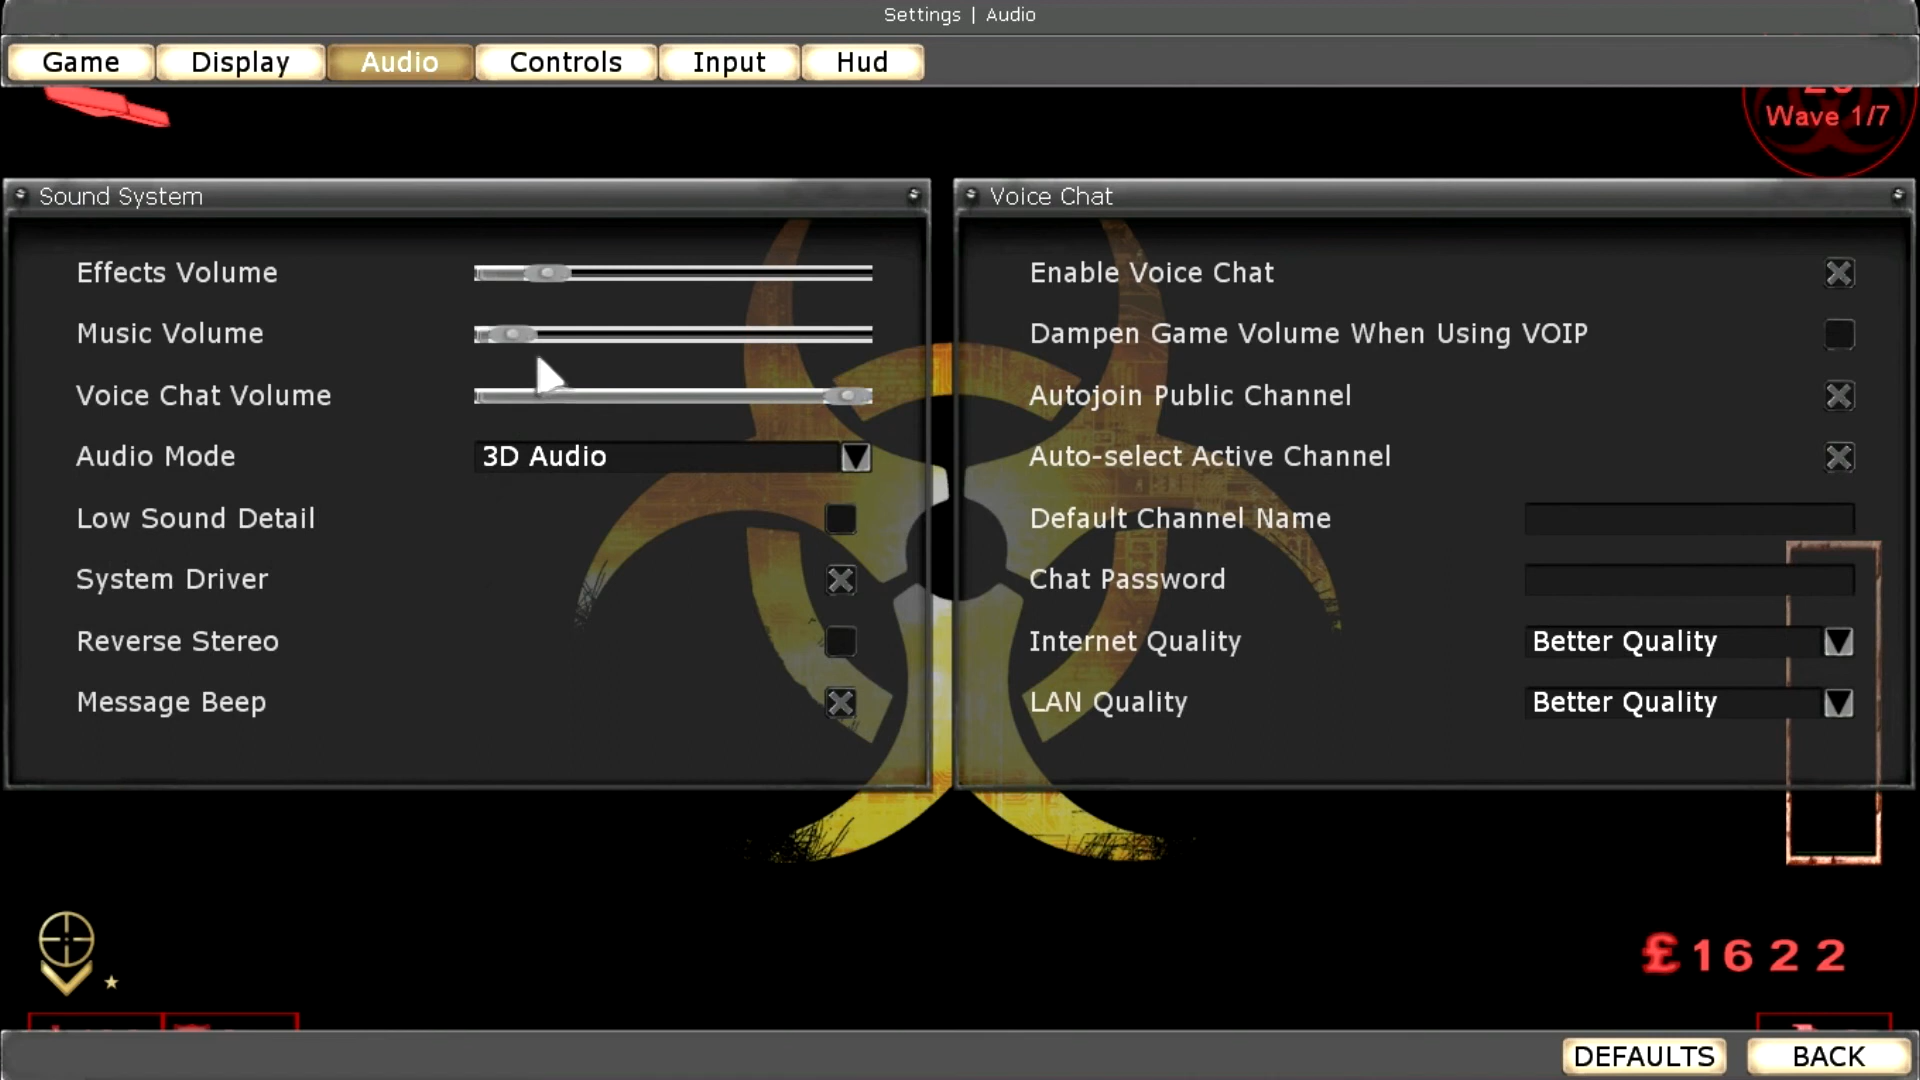 Settings | Audio
Game
Display
Audio
Controls
Input
Hud
Wave 1/7
Sound System
Effects Volume
Music Volume
Voice Chat Volume
Audio Mode
3D Audio
Low Sound Detail
System Driver
Reverse Stereo
Message Beep
Voice Chat
Enable Voice Chat
Dampen Game Volume When Using VOIP
Autojoin Public Channel
Auto-select Active Channel
Default Channel Name
Chat Password
Internet Quality
Better Quality
LAN Quality
Better Quality
£1622
DEFAULTS
BACK